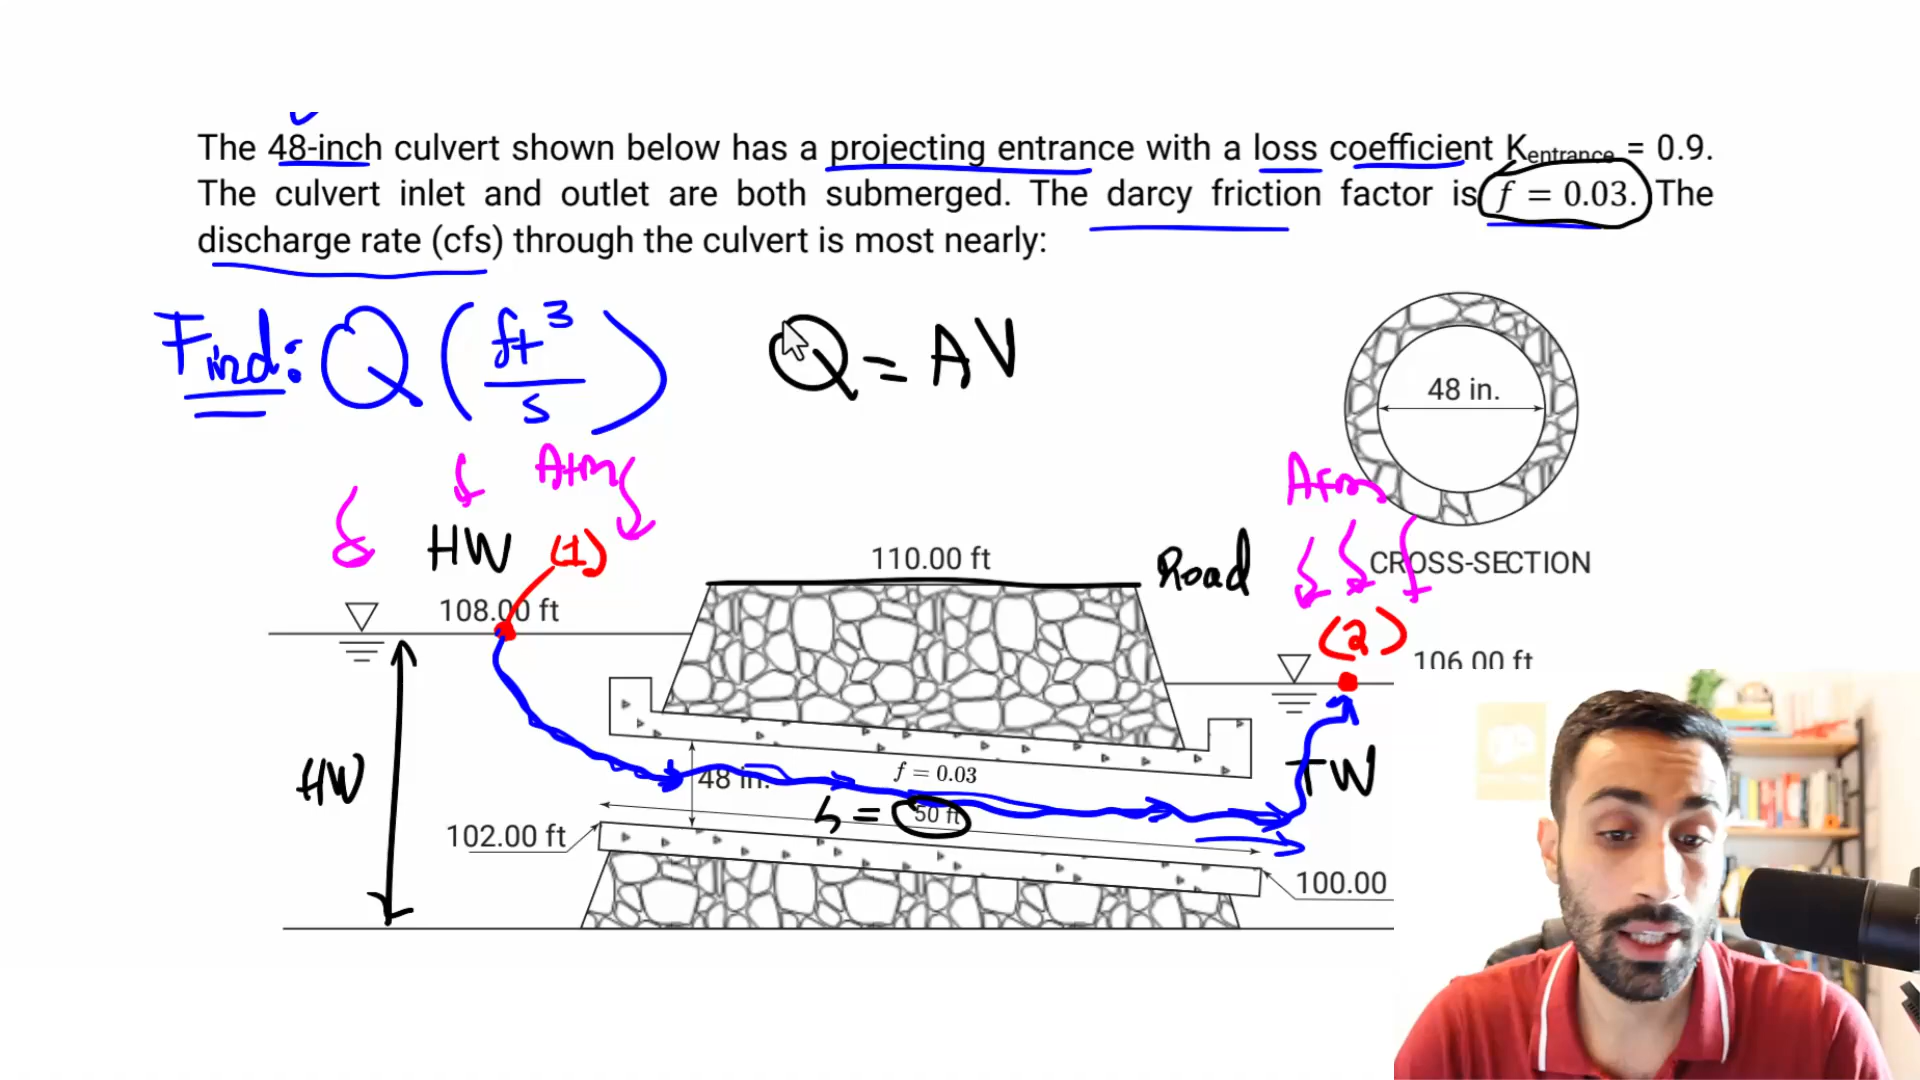 The 48-inch culvert shown below has a projecting entrance with a loss coefficient Kentrance = 0.9.
The culvert inlet and outlet are both submerged. The darcy friction factor is f = 0.03. The
discharge rate (cfs) through the culvert is most nearly:
Find: Q (ft³/s) Q = AV
48 in.
Atm
Atm
HW (1)
110.00 ft
Road
CROSS-SECTION
108.00 ft
(2)
106.00 ft
HW
48 in.
f = 0.03
TW
50 ft
102.00 ft
100.00